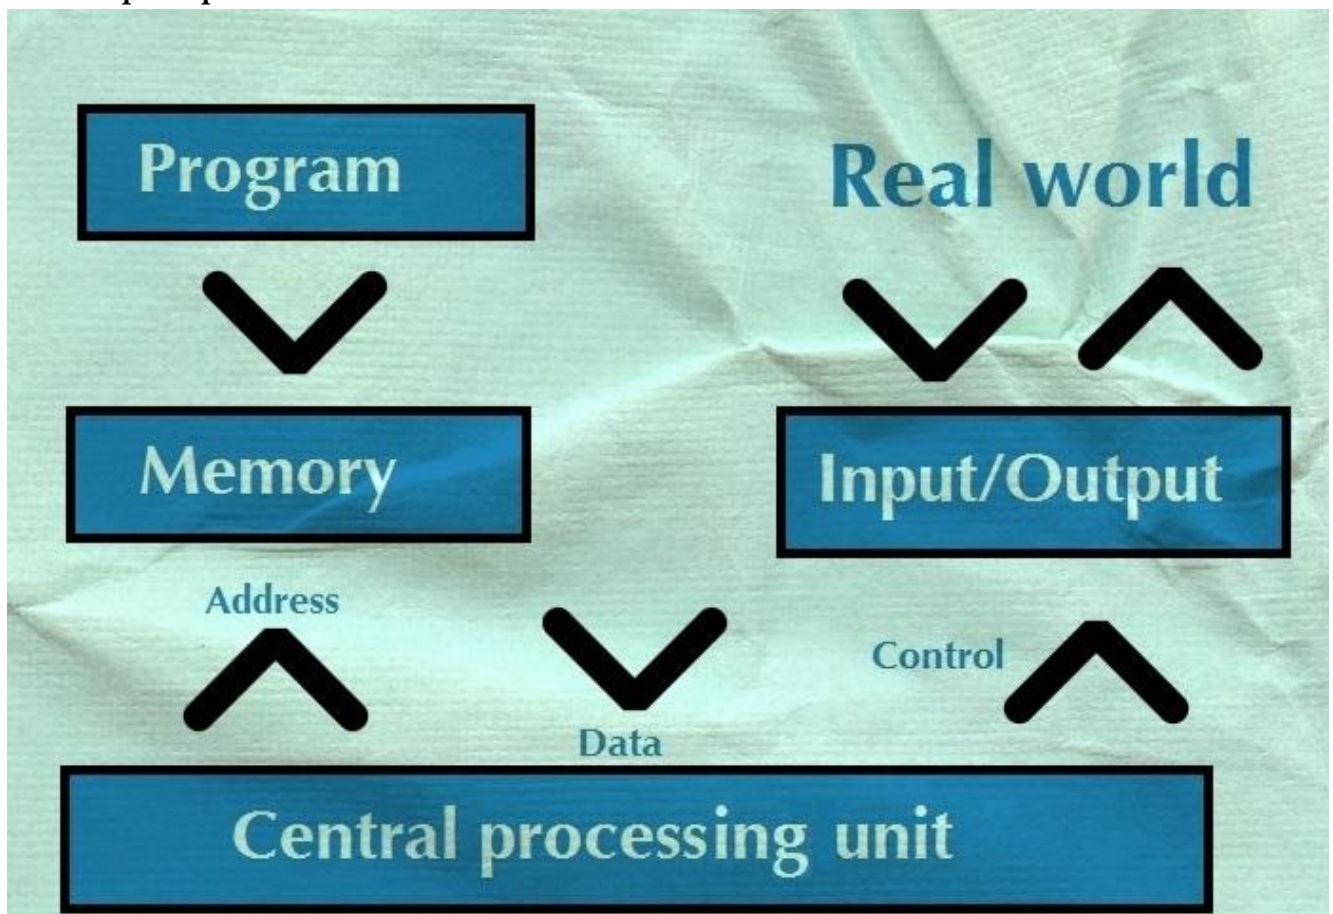 Program
Real world
Memory
Input/Output
Address
Control
Data
Central processing unit